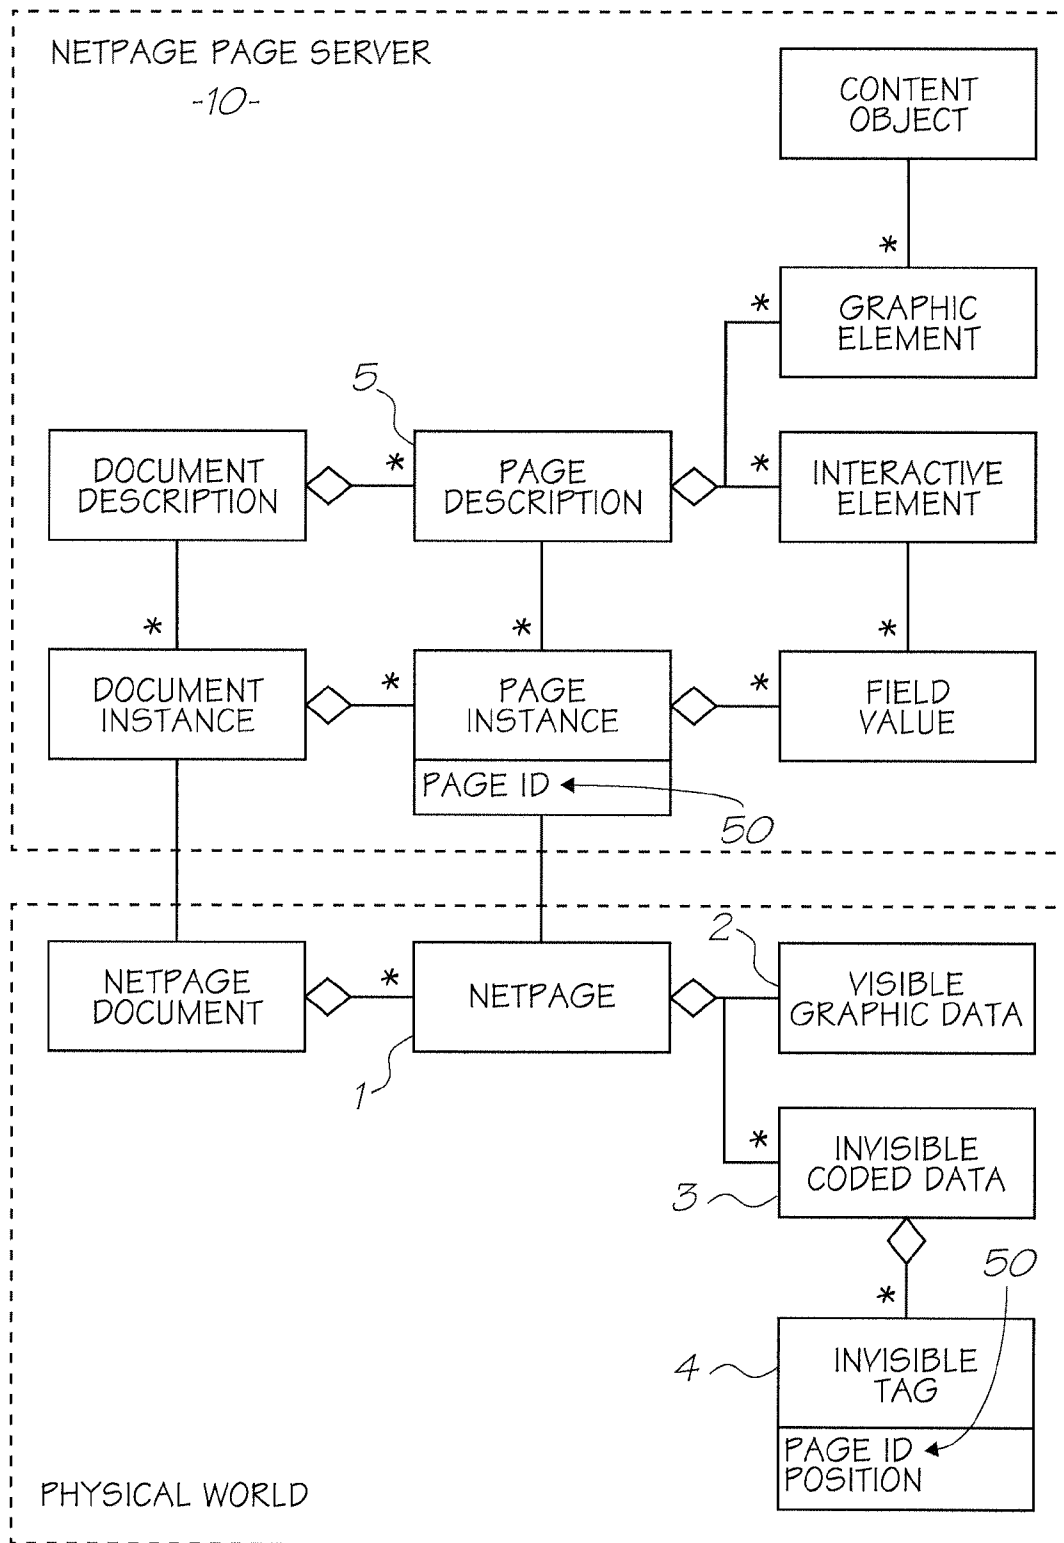 NETPAGE PAGE SERVER
-10-
CONTENT
OBJECT
*
GRAPHIC
ELEMENT
*
5
DOCUMENT
DESCRIPTION
*
PAGE
DESCRIPTION
*
INTERACTIVE
ELEMENT
*
*
*
DOCUMENT
INSTANCE
*
PAGE
INSTANCE
*
FIELD
VALUE
PAGE ID
50
2
NETPAGE
DOCUMENT
*
NETPAGE
VISIBLE
GRAPHIC DATA
1
*
INVISIBLE
CODED DATA
3
50
*
4
INVISIBLE
TAG
PAGE ID
POSITION
PHYSICAL WORLD